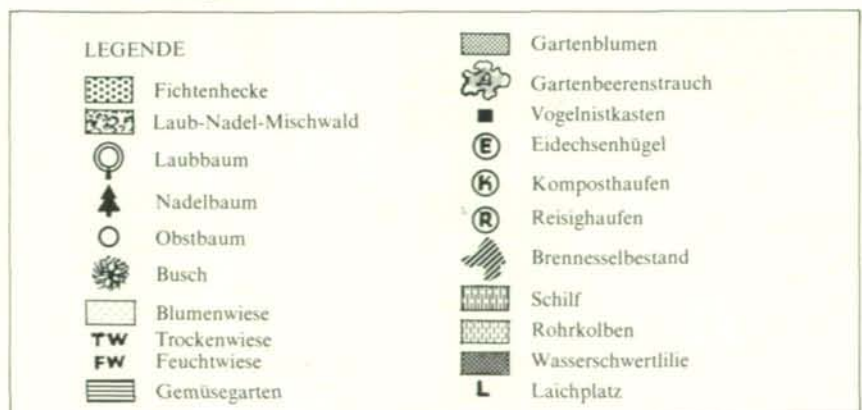 LEGENDE
Fichtenhecke
Laub-Nadel-Mischwald
Laubbaum
Nadelbaum
Obstbaum
Busch
Blumenwiese
TW Trockenwiese
FW Feuchtwiese
Gemüsegarten
Gartenblumen
A Gartenbeerenstrauch
Vogelnistkasten
E Eidechsenhügel
K Komposthaufen
R Reisighaufen
Brennesselbestand
Schilf
Rohrkolben
Wasserschwertlilie
L Laichplatz